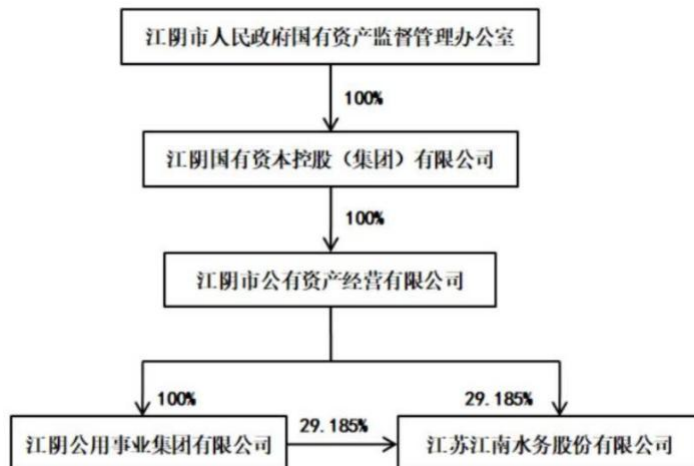 江阴市人民政府国有资产监督管理办公室
100%
江阴国有资本控股（集团）有限公司
100%
江阴市公有资产经营有限公司
100%
29.185%
江阴公用事业集团有限公司
29.185%
江苏江南水务股份有限公司